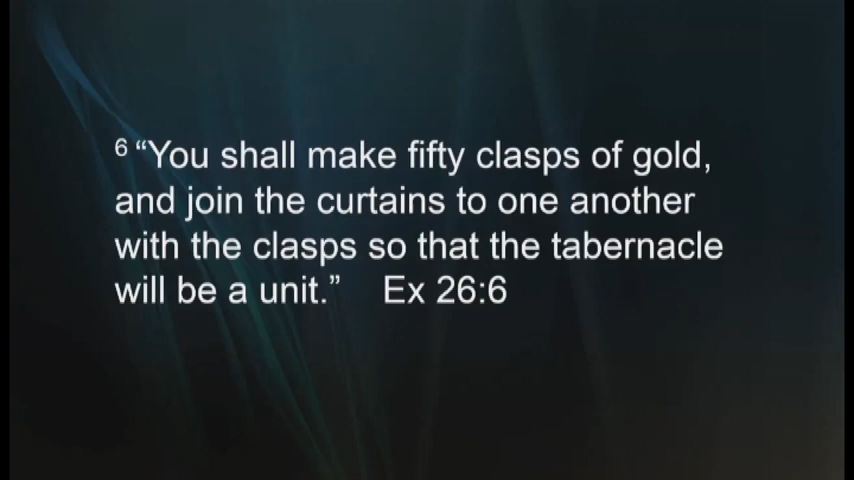 6 “You shall make fifty clasps of gold,
and join the curtains to one another
with the clasps so that the tabernacle
will be a unit.” Ex 26:6